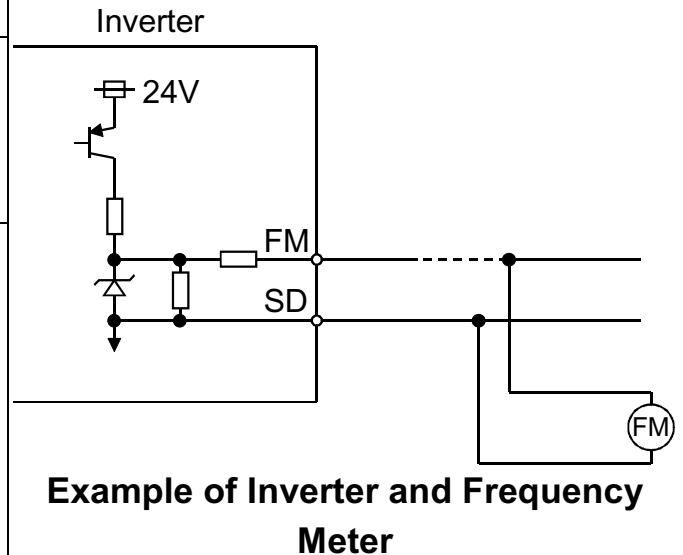 Inverter
24V
FM
SD
FM
Example of Inverter and Frequency
Meter